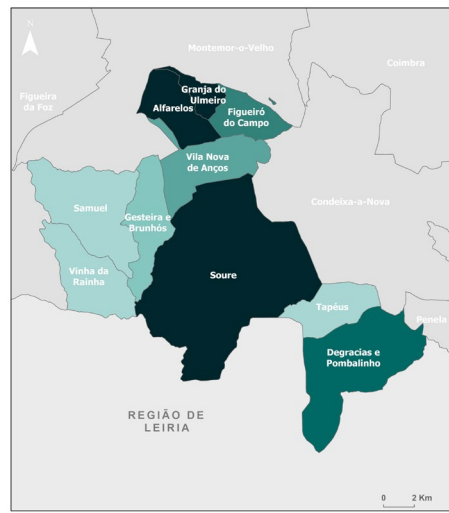 N
Montemor-o-Velho
Coimbra
Figueira
da Foz
Granja do
Ulmeiro
Alfarelos
Figueiró
do Campo
Vila Nova
de Anços
Condeixa-a-Nova
Samuel
Gesteira e
Brunhós
Vinha da
Rainha
Soure
Tapéus
Penela
Degracias e
Pombalinho
REGIÃO DE
LEIRIA
0 2 Km